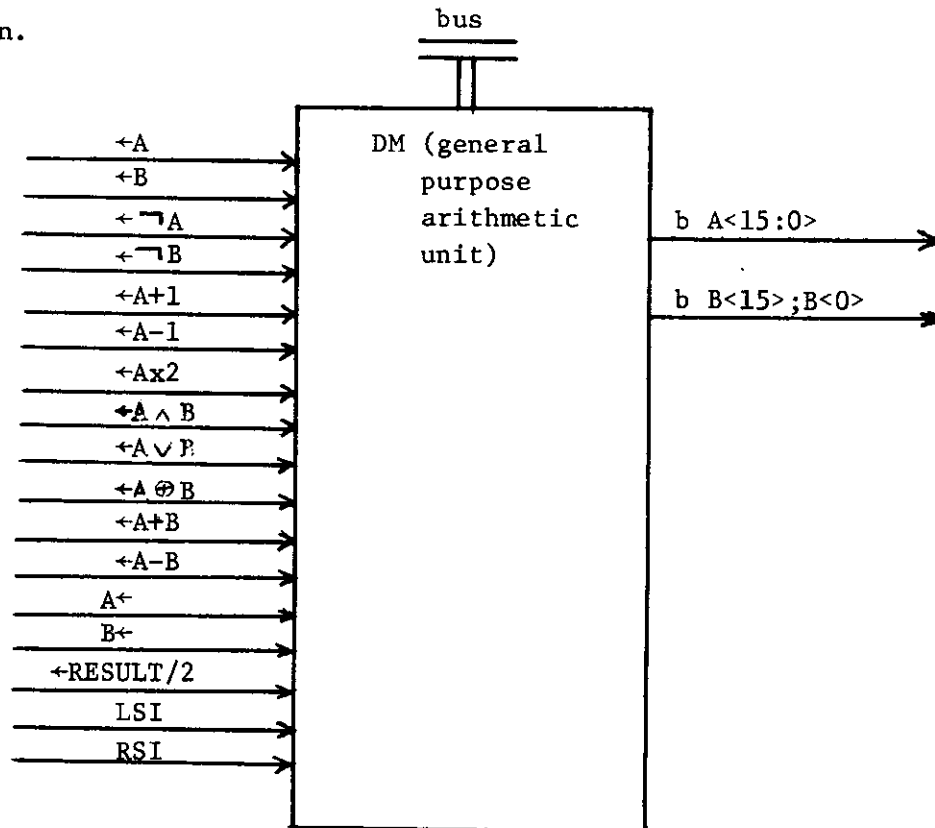 n.
bus
DM (general
purpose
arithmetic
unit)
←A
←B
←¬A
←¬B
←A+1
←A-1
←Ax2
←A ∧ B
←A ∨ B
←A ⊕ B
←A+B
←A-B
A←
B←
←RESULT/2
LSI
RSI
b A<15:0>
b B<15>;B<0>